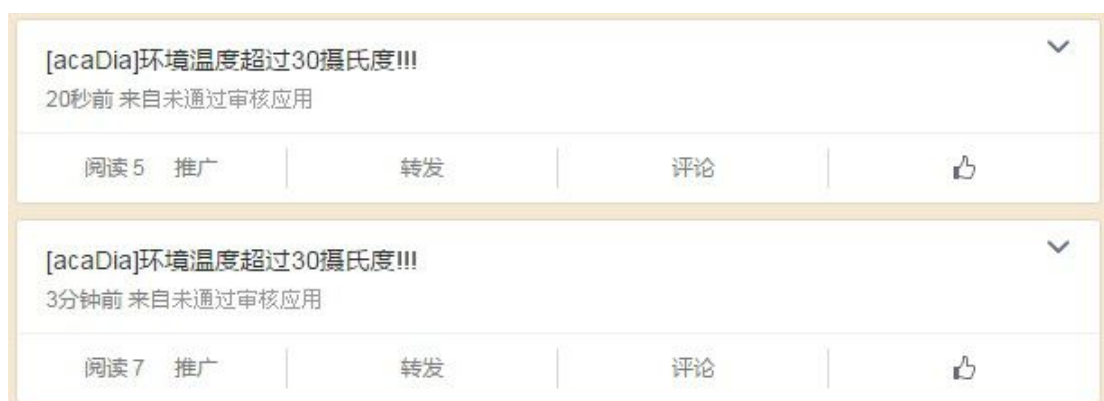 [acaDia]环境温度超过30摄氏度!!!
20秒前 来自未通过审核应用
阅读 5 推广 转发 评论
[acaDia]环境温度超过30摄氏度!!!
3分钟前 来自未通过审核应用
阅读 7 推广 转发 评论